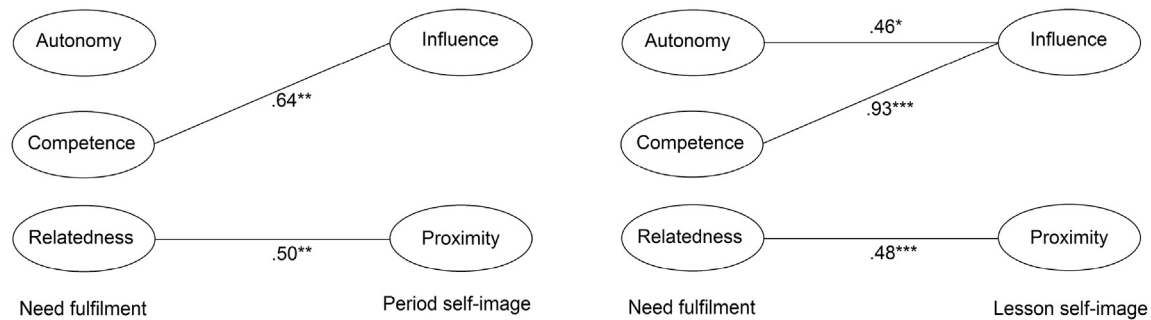 Autonomy
Influence
.64**
Competence
Relatedness
.50**
Proximity
Need fulfilment
Period self-image
Autonomy
.46*
Influence
.93***
Competence
Relatedness
.48***
Proximity
Need fulfilment
Lesson self-image